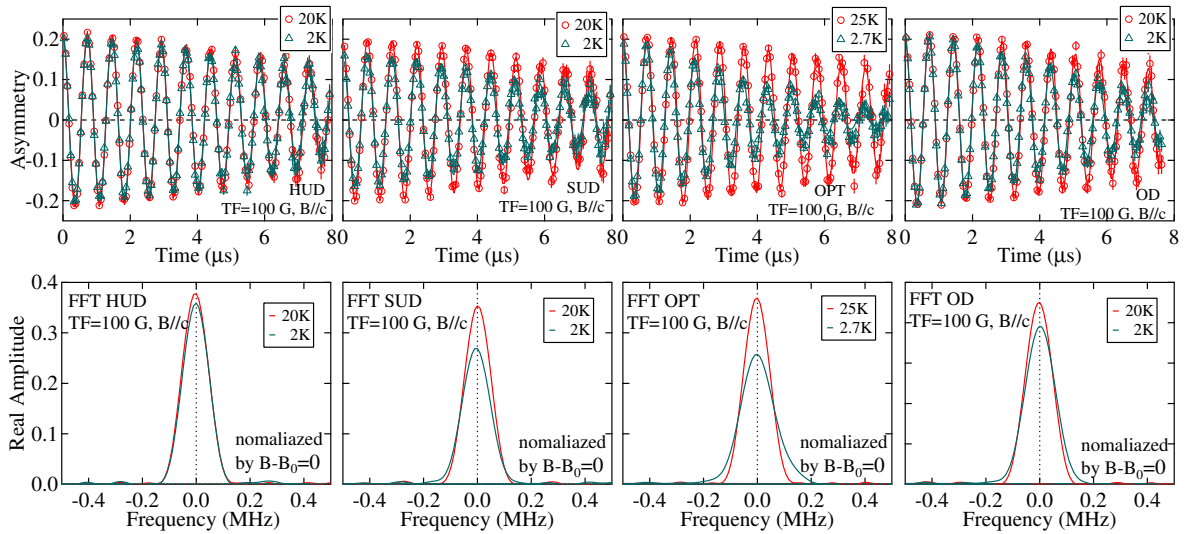 20K
2K
20K
2K
25K
2.7K
20K
2K
Asymmetry
0.2
0.1
0
-0.1
-0.2
HUD
TF=100 G, B//c
SUD
TF=100 G, B//c
OPT
TF=100 G, B//c
OD
TF=100 G, B//c
0 2 4 6 80 2 4 6 80 2 4 6 80 2 4 6 8
Time (μs)
Time (μs)
Time (μs)
Time (μs)
Real Amplitude
0.4
0.3
0.4
0.1
0.0
FFT HUD
TF=100 G, B//c
20K
2K
nomaliazed
by B-B₀=0
FFT SUD
TF=100 G, B//c
20K
2K
nomaliazed
by B-B₀=0
FFT OPT
TF=100 G, B//c
25K
2.7K
nomaliazed
by B-B₀=0
FFT OD
TF=100 G, B//c
20K
2K
nomaliazed
by B-B₀=0
-0.4 -0.2 0.0 0.2 0.4
-0.4 -0.2 0.0 0.2 0.4
-0.4 -0.2 0.0 0.2 0.4
-0.4 -0.2 0.0 0.2 0.4
Frequency (MHz)
Frequency (MHz)
Frequency (MHz)
Frequency (MHz)